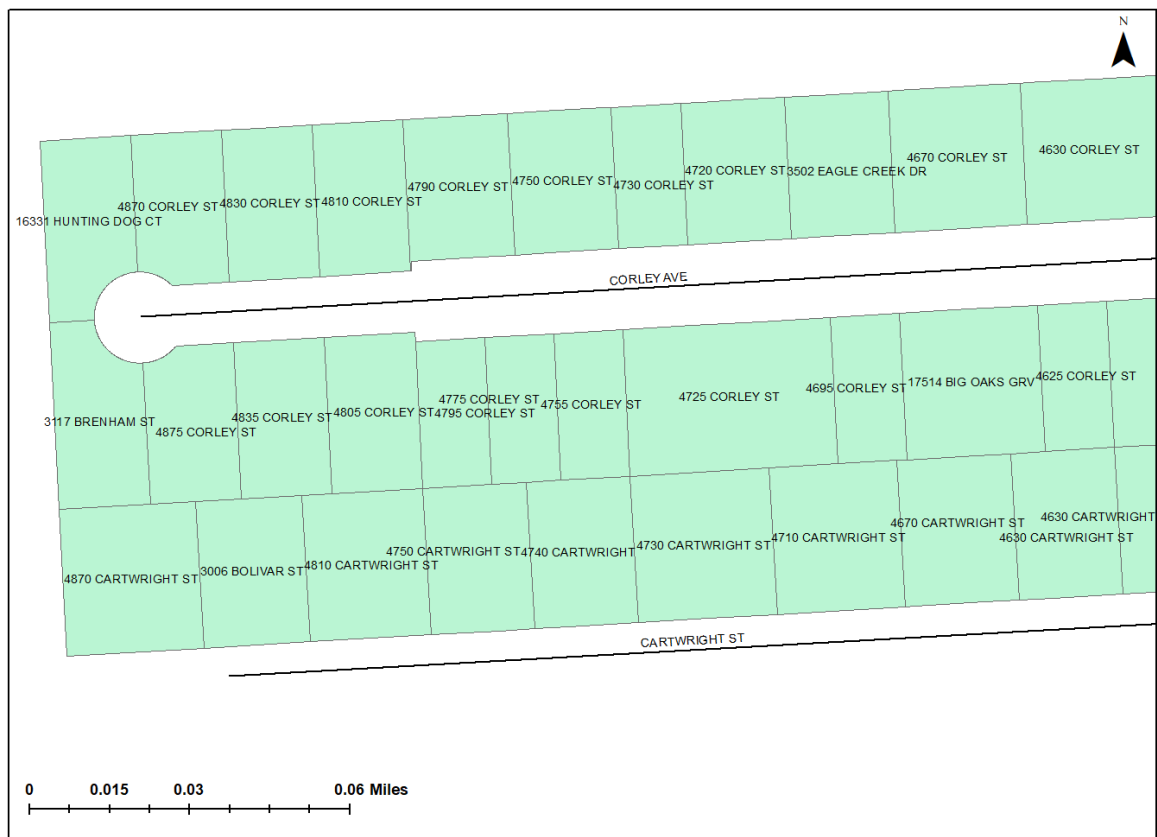 N
4630 CORLEY ST
4670 CORLEY ST
3502 EAGLE CREEK DR
4720 CORLEY ST
4730 CORLEY ST
4750 CORLEY ST
4790 CORLEY ST
4810 CORLEY ST
4830 CORLEY ST
4870 CORLEY ST
16331 HUNTING DOG CT
CORLEY AVE
3117 BRENHAM ST
4875 CORLEY ST
4835 CORLEY ST
4805 CORLEY ST
4775 CORLEY ST
4795 CORLEY ST
4755 CORLEY ST
4725 CORLEY ST
4695 CORLEY ST
17514 BIG OAKS GRV
4625 CORLEY ST
4870 CARTWRIGHT ST
3006 BOLIVAR ST
4810 CARTWRIGHT ST
4750 CARTWRIGHT ST
4740 CARTWRIGHT
4730 CARTWRIGHT ST
4710 CARTWRIGHT ST
4670 CARTWRIGHT ST
4630 CARTWRIGHT
4630 CARTWRIGHT ST
CARTWRIGHT ST
0 0.015 0.03 0.06 Miles